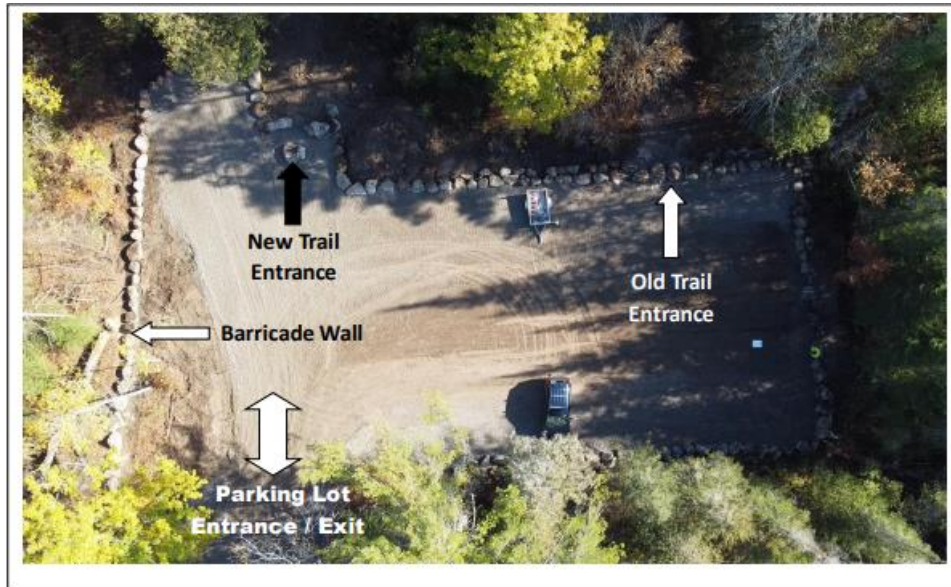 New Trail
Entrance
Old Trail
Entrance
Barricade Wall
Parking Lot
Entrance / Exit